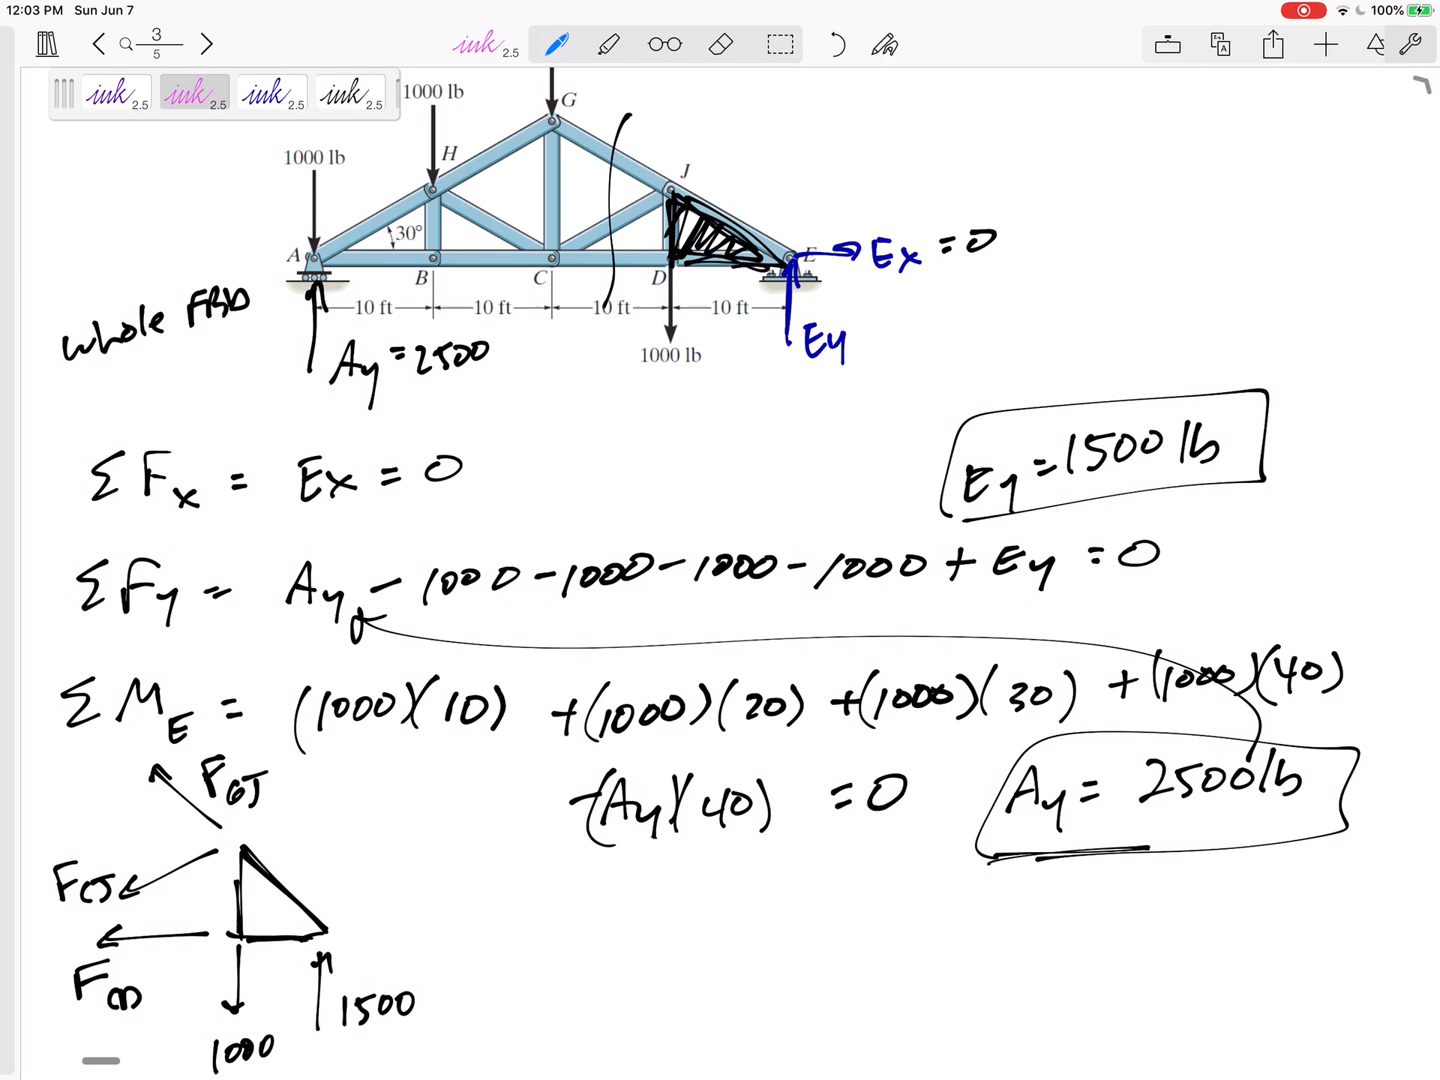 12:03 PM Sun Jun 7
100%
3
5
ink 2.5
ink 2.5
ink 2.5
ink 2.5
ink 2.5
1000 lb
G
1000 lb
H
J
A
30°
E
Ex = 0
B
C
D
10 ft
10 ft
10 ft
10 ft
whole FBD
Ay = 2500
1000 lb
Ey
ΣFx = Ex = 0
Ey = 1500 lb
ΣFy = Ay - 1000 - 1000 - 1000 - 1000 + Ey = 0
ΣME = (1000)(10) + (1000)(20) + (1000)(30) + (1000)(40)
-(Ay)(40) = 0
Ay = 2500 lb
FGJ
FCJ
FCD
1500
1000